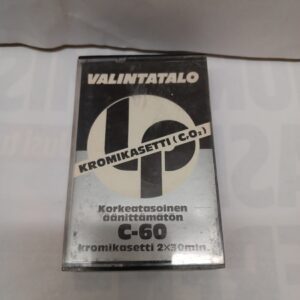 VALINTATALO
LP
KROMIKASETTI (CrO₂)
Korkeatasoinen
äänittämätön
C-60
kromikasetti 2x30min.